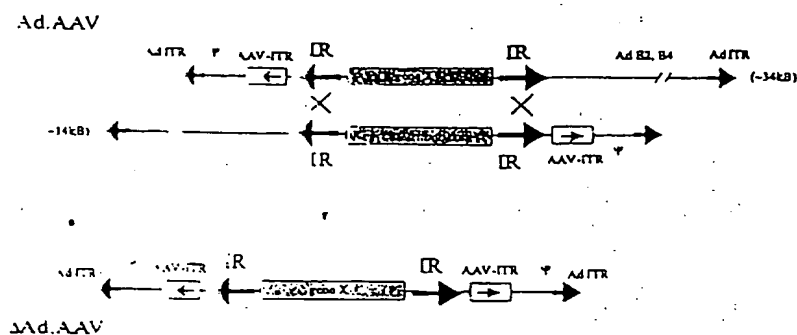 Ad.AAV
Ad ITR Ψ AAV-ITR IR IR Ad E2, E4 Ad ITR (~34kB)
~14kB)
IR IR AAV-ITR Ψ
Ad ITR AAV-ITR IR IR AAV-ITR Ψ Ad ITR
gene X
ΔAd.AAV